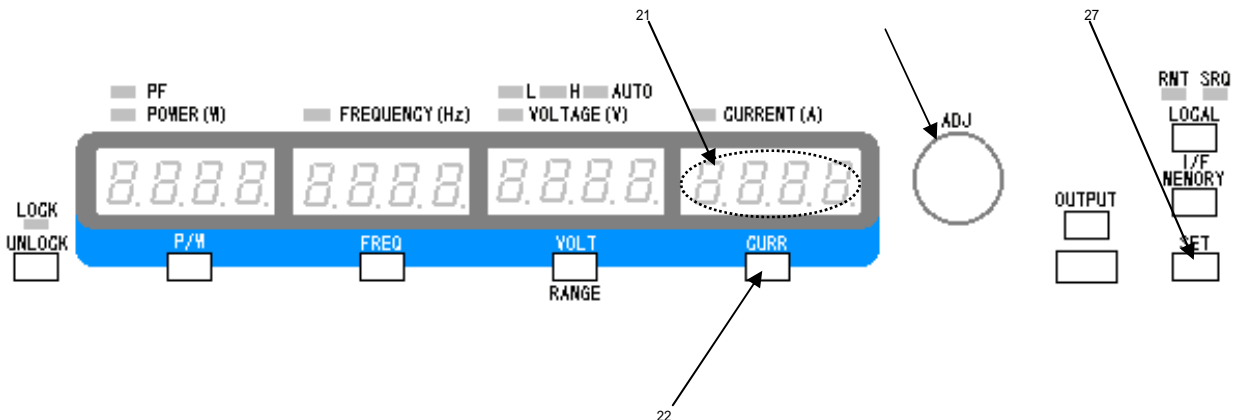 21
27
PF
L H AUTO
RMT SRQ
POWER (W) FREQUENCY (Hz) VOLTAGE (V) CURRENT (A)
ADJ
LOCAL
8.8.8.8. 8.8.8.8. 8.8.8.8. 8.8.8.8.
I/F
MEMORY
OUTPUT
LOCK
UNLOCK
P/W FREQ VOLT CURR
SET
RANGE
22